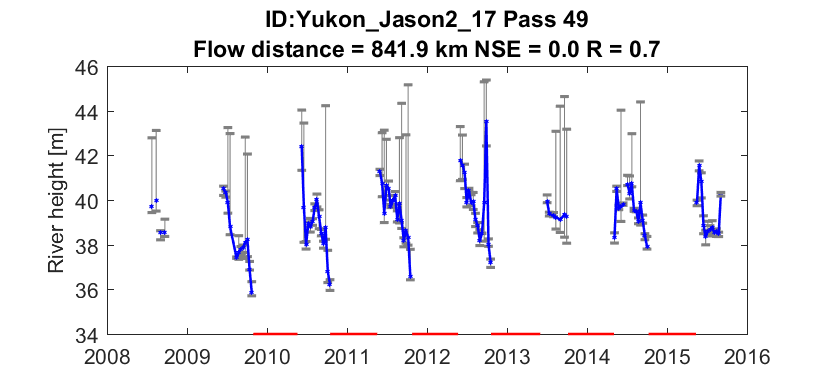 ID:Yukon_Jason2_17 Pass 49
Flow distance = 841.9 km NSE = 0.0 R = 0.7
River height [m]
46
44
42
40
38
36
34
2008 2009 2010 2011 2012 2013 2014 2015 2016